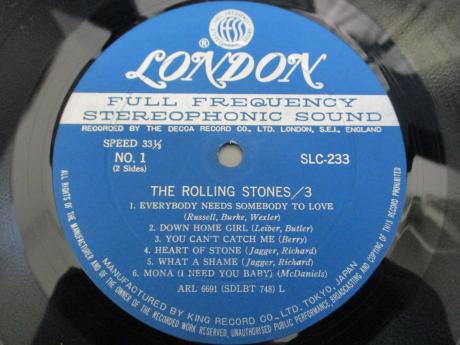 ®
LONDON
FULL FREQUENCY
STEREOPHONIC SOUND
RECORDED BY THE DECCA RECORD CO., LTD. LONDON, S.E.I., ENGLAND
SPEED 33⅓
NO. 1
(2 Sides)
SLC-233
THE ROLLING STONES/3
1. EVERYBODY NEEDS SOMEBODY TO LOVE
(Russell, Burke, Wexler)
2. DOWN HOME GIRL (Leiber, Butler)
3. YOU CAN'T CATCH ME (Berry)
4. HEART OF STONE (Jagger, Richard)
5. WHAT A SHAME (Jagger, Richard)
6. MONA (I NEED YOU BABY) (McDaniels)
ARL 6691 (SDLBT 748) L
MANUFACTURED BY KING RECORD CO., LTD. TOKYO, JAPAN
ALL RIGHTS OF THE MANUFACTURER AND OF THE OWNER OF THE RECORDED WORK RESERVED, UNAUTHORISED PUBLIC PERFORMANCE, BROADCASTING AND COPYING OF THIS RECORD PROHIBITED